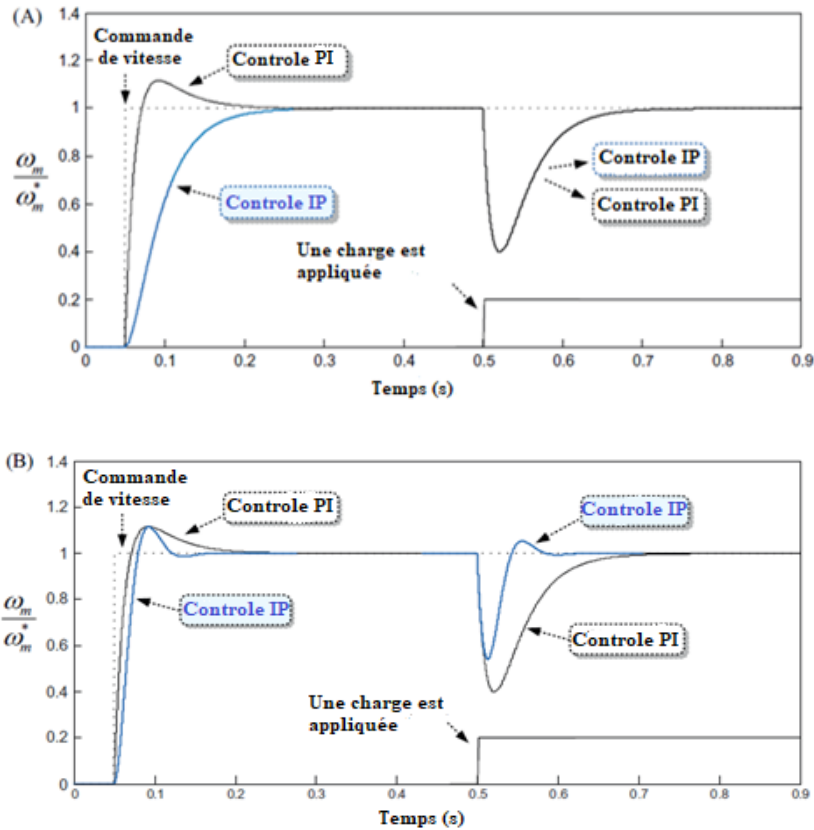 (A)
1.4
Commande
de vitesse
Controle PI
1.2
1
0.8
ωm
ωm*
Controle IP
Controle PI
0.6
Controle IP
0.4
Une charge est
appliquée
0.2
0
0 0.1 0.2 0.3 0.4 0.5 0.6 0.7 0.8 0.9
Temps (s)
(B)
1.4
Commande
de vitesse
Controle PI
Controle IP
1.2
1
0.8
ωm
ωm*
Controle IP
Controle PI
0.6
0.4
Une charge est
appliquée
0.2
0
0 0.1 0.2 0.3 0.4 0.5 0.6 0.7 0.8 0.9
Temps (s)